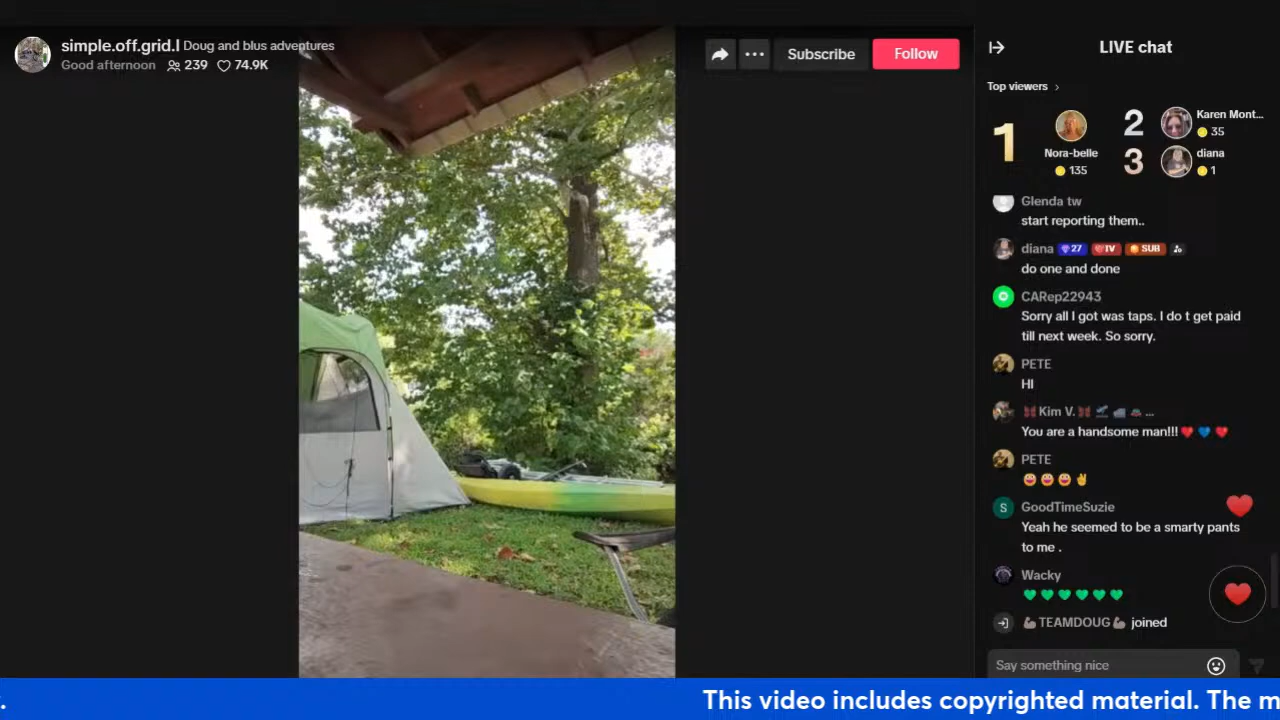 simple.off.grid.l Doug and blus adventures
Good afternoon 239 74.9K
Subscribe
Follow
LIVE chat
Top viewers
1
Nora-belle
135
2
Karen Mont...
35
3
diana
1
Glenda tw
start reporting them..
diana 27 IV SUB
do one and done
CARep22943
Sorry all I got was taps. I do t get paid
till next week. So sorry.
PETE
HI
Kim V. ...
You are a handsome man!!!
PETE
S
GoodTimeSuzie
Yeah he seemed to be a smarty pants
to me .
Wacky
TEAMDOUG joined
Say something nice
This video includes copyrighted material. The m